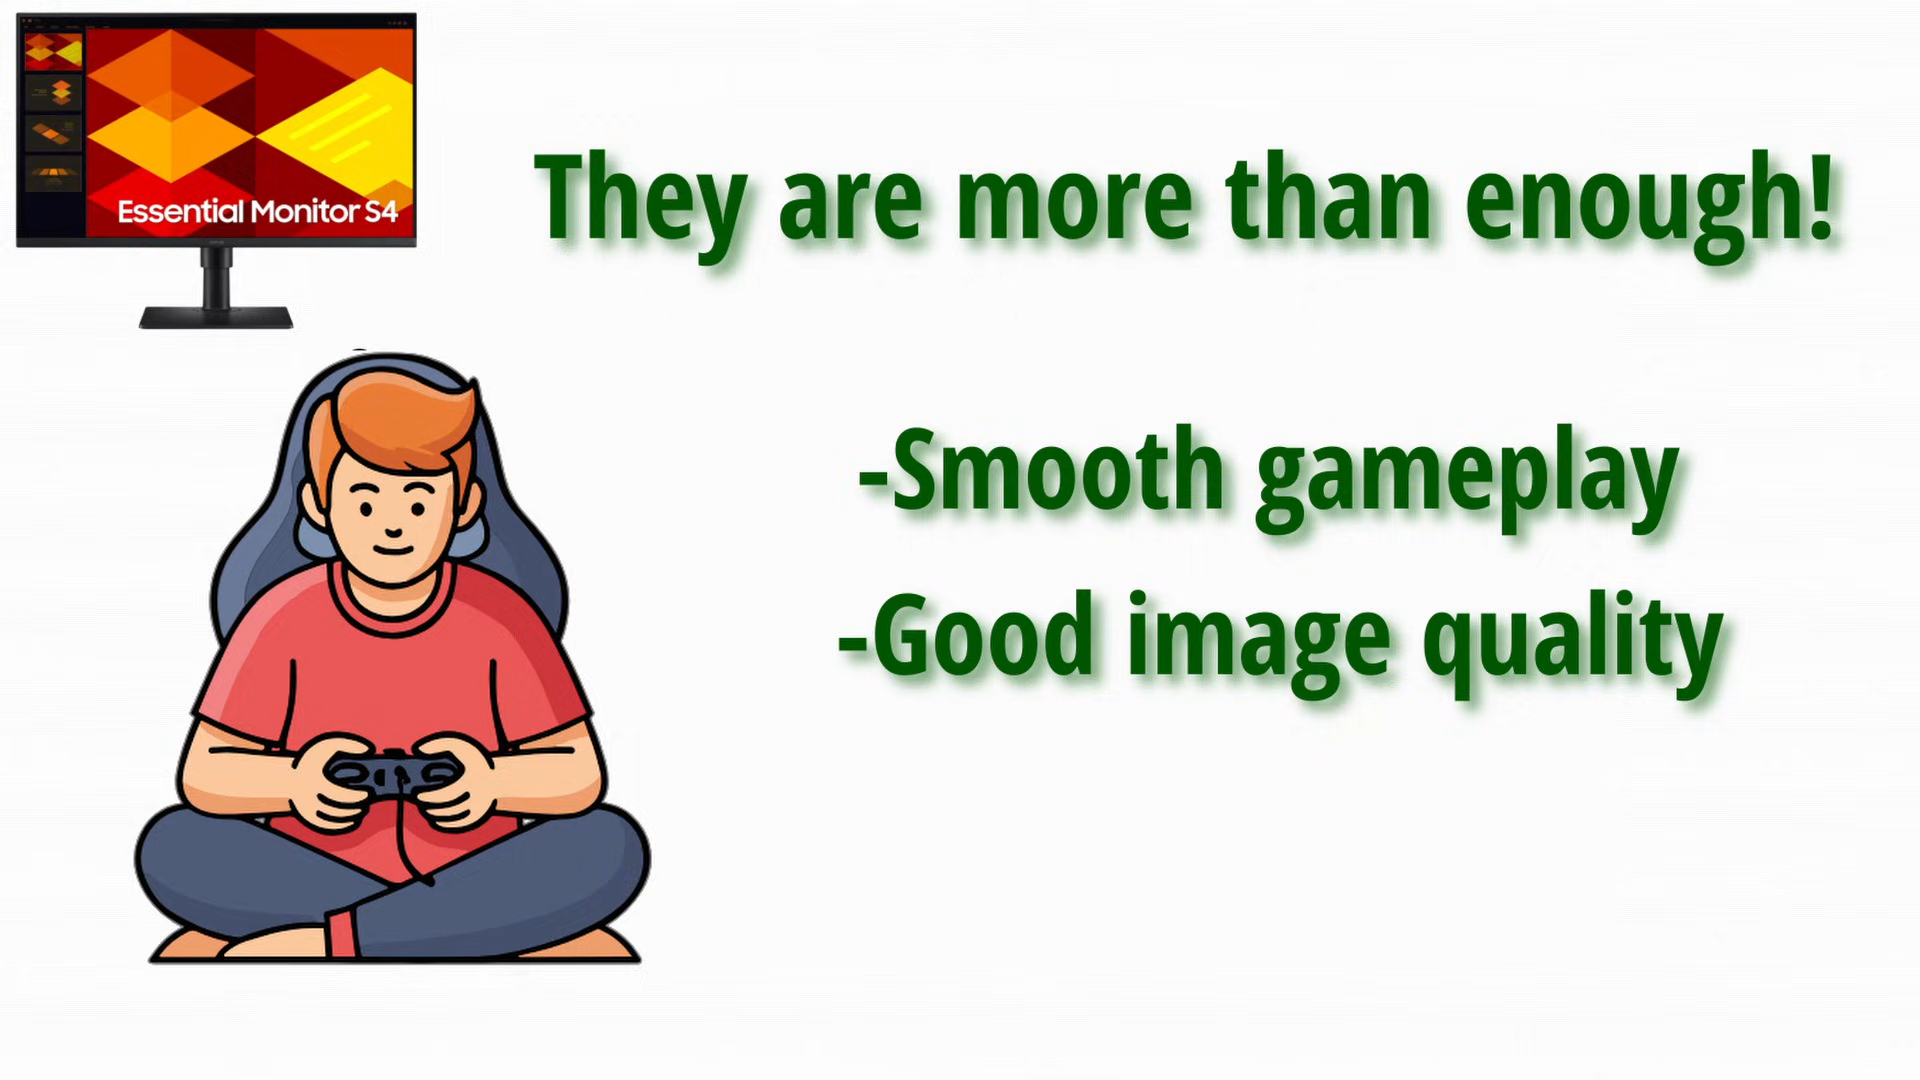 Essential Monitor S4
They are more than enough!
-Smooth gameplay
-Good image quality